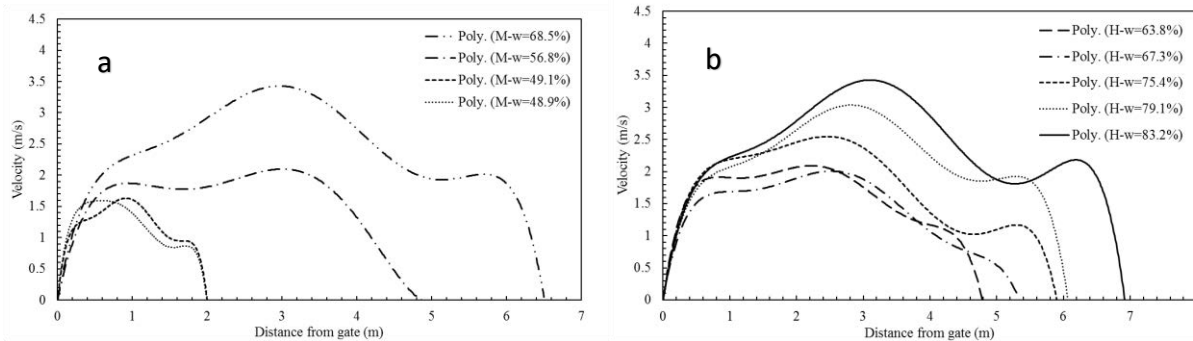 a
4.5
4
3.5
3
2.5
2
1.5
1
0.5
0
Velocity (m/s)
0 1 2 3 4 5 6 7
Distance from gate (m)
Poly. (M-w=68.5%)
Poly. (M-w=56.8%)
Poly. (M-w=49.1%)
Poly. (M-w=48.9%)
b
4.5
4
3.5
3
2.5
2
1.5
1
0.5
0
Velocity (m/s)
0 1 2 3 4 5 6 7
Distance from gate (m)
Poly. (H-w=63.8%)
Poly. (H-w=67.3%)
Poly. (H-w=75.4%)
Poly. (H-w=79.1%)
Poly. (H-w=83.2%)